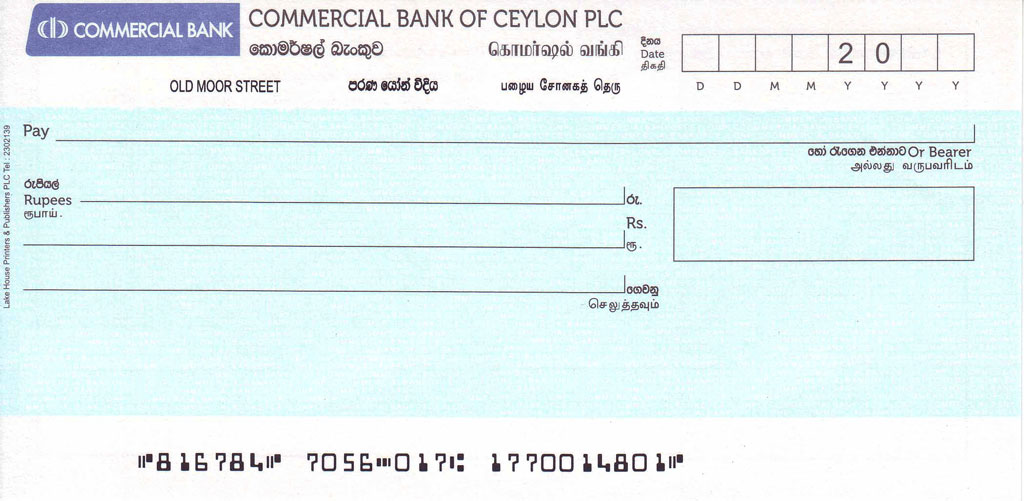 COMMERCIAL BANK
COMMERCIAL BANK OF CEYLON PLC
කොමර්ෂල් බැංකුව
கொமர்ஷல் வங்கி
OLD MOOR STREET
පරණ යෝන් වීදිය
பழைய சோனகத் தெரு
දිනය
Date
திகதி
2 0
D D M M Y Y Y Y
Pay
හෝ රැගෙන එන්නාට Or Bearer
அல்லது வருபவரிடம்
රුපියල්
Rupees
ரூபாய்.
රු.
Rs.
ரூ.
ගෙවනු
செலுத்தவும்
Lake House Printers & Publishers PLC Tel : 2302139
⑈816784⑈ 7056⑉017⑆ 1770014801⑈